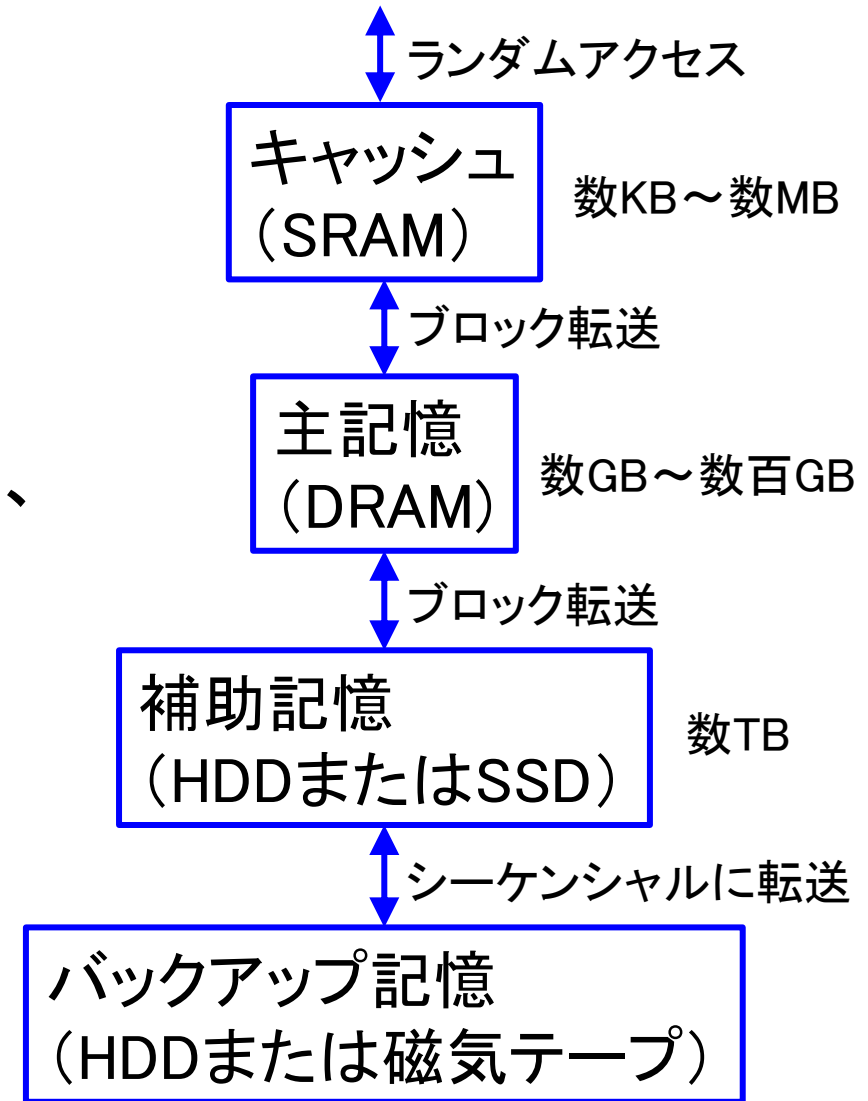 ランダムアクセス
キャッシュ
（SRAM）
数KB～数MB
ブロック転送
主記憶
（DRAM）
数GB～数百GB
、
ブロック転送
補助記憶
（HDDまたはSSD）
数TB
シーケンシャルに転送
バックアップ記憶
（HDDまたは磁気テープ）